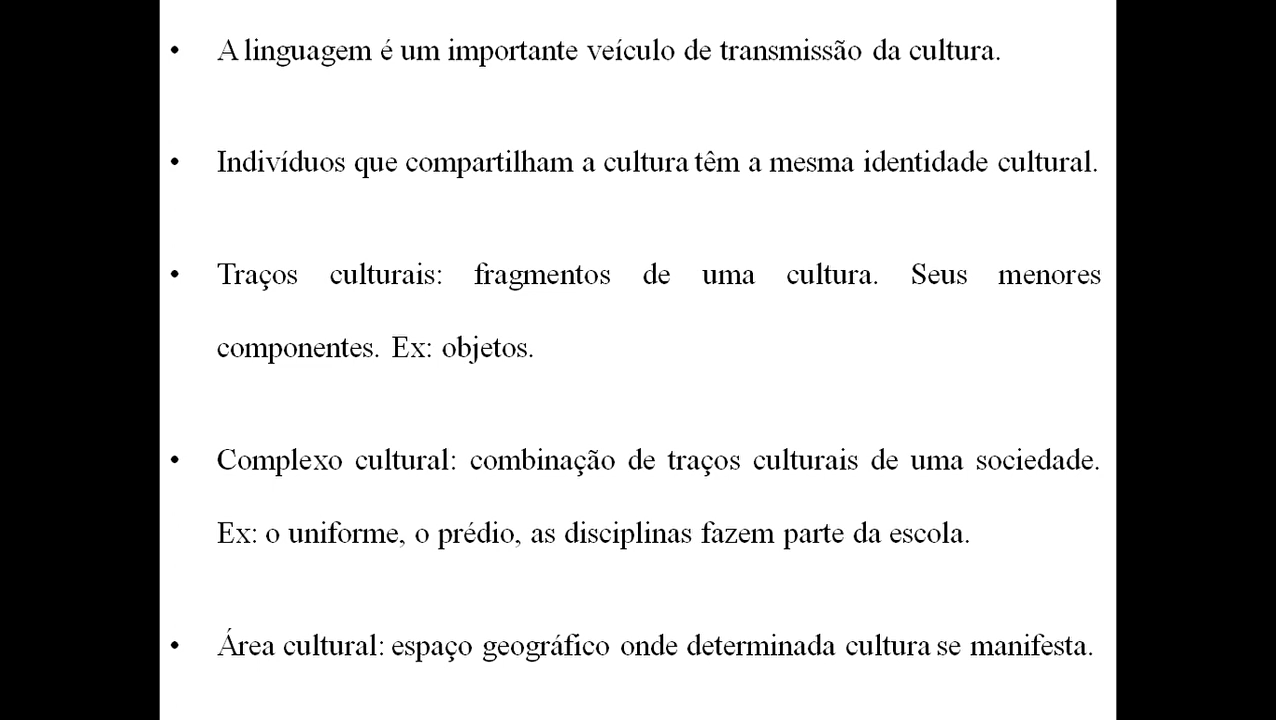 • A linguagem é um importante veículo de transmissão da cultura.
• Indivíduos que compartilham a cultura têm a mesma identidade cultural.
• Traços culturais: fragmentos de uma cultura. Seus menores
componentes. Ex: objetos.
• Complexo cultural: combinação de traços culturais de uma sociedade.
Ex: o uniforme, o prédio, as disciplinas fazem parte da escola.
• Área cultural: espaço geográfico onde determinada cultura se manifesta.